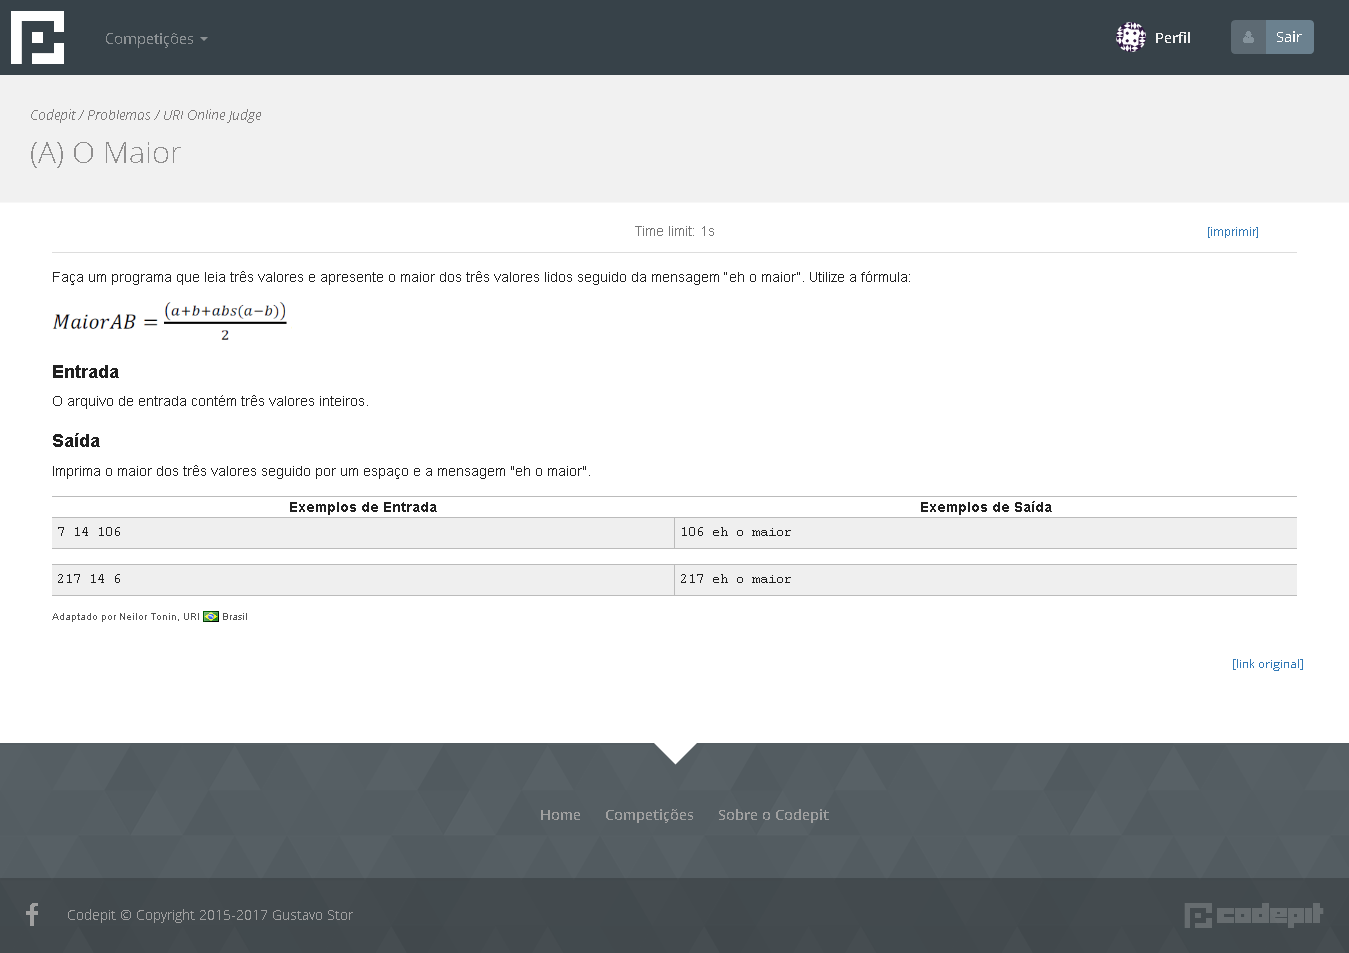 Competições
Perfil
Sair
Codepit / Problemas / URI Online Judge
(A) O Maior
Time limit: 1s
[imprimir]
Faça um programa que leia três valores e apresente o maior dos três valores lidos seguido da mensagem "eh o maior". Utilize a fórmula:
MaiorAB = (a+b+abs(a−b))
2
Entrada
O arquivo de entrada contém três valores inteiros.
Saída
Imprima o maior dos três valores seguido por um espaço e a mensagem "eh o maior".
Exemplos de Entrada Exemplos de Saída
7 14 106 106 eh o maior
217 14 6 217 eh o maior
Adaptado por Neilor Tonin, URI Brasil
[link original]
Home Competições Sobre o Codepit
Codepit © Copyright 2015-2017 Gustavo Stor
codepit